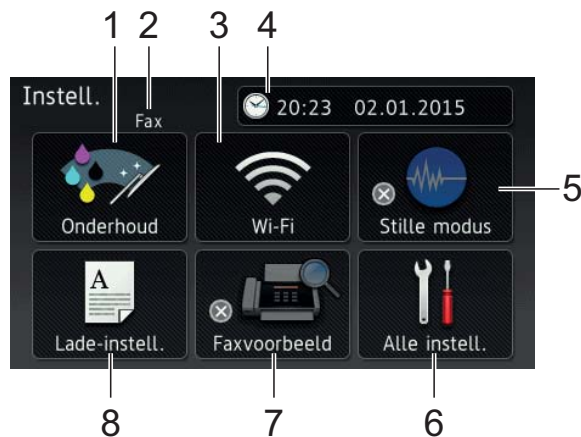 1 2 3 4
Instell.
Fax
20:23 02.01.2015
Onderhoud
Wi-Fi
Stille modus
5
A
Lade-instell.
Faxvoorbeeld
Alle instell.
8 7 6